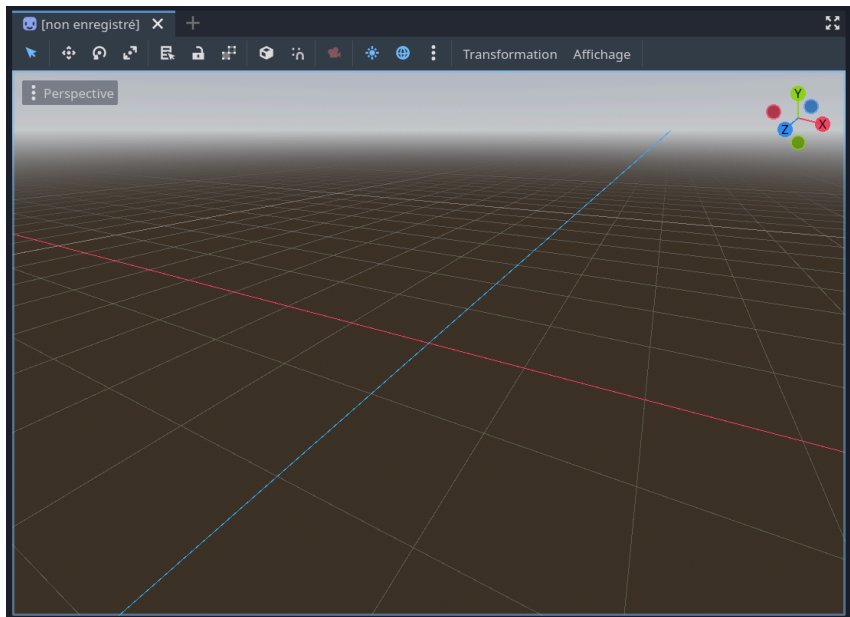 [non enregistré]
Transformation Affichage
Perspective
Y
X
Z